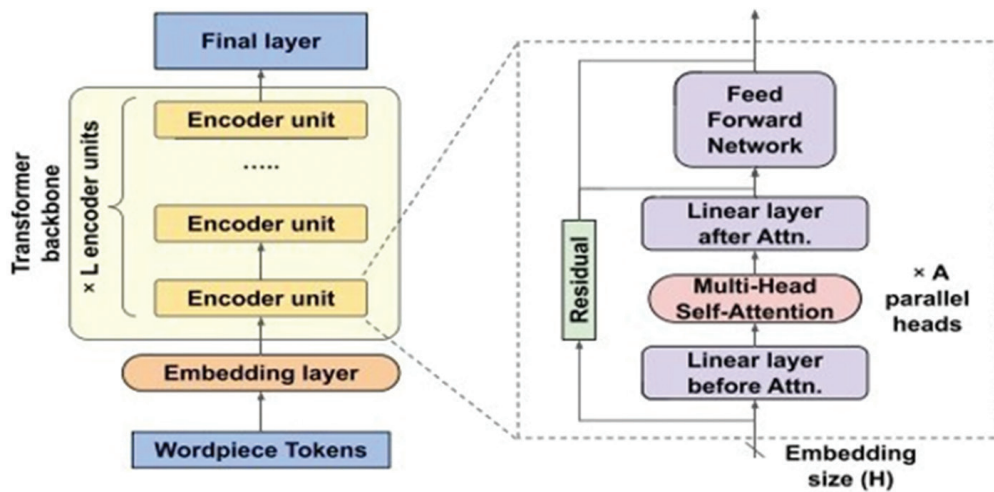 Final layer
Encoder unit
.....
Encoder unit
Encoder unit
Embedding layer
Wordpiece Tokens
Transformer
backbone
× L encoder units
Feed
Forward
Network
Linear layer
after Attn.
Multi-Head
Self-Attention
Linear layer
before Attn.
Residual
× A
parallel
heads
Embedding
size (H)